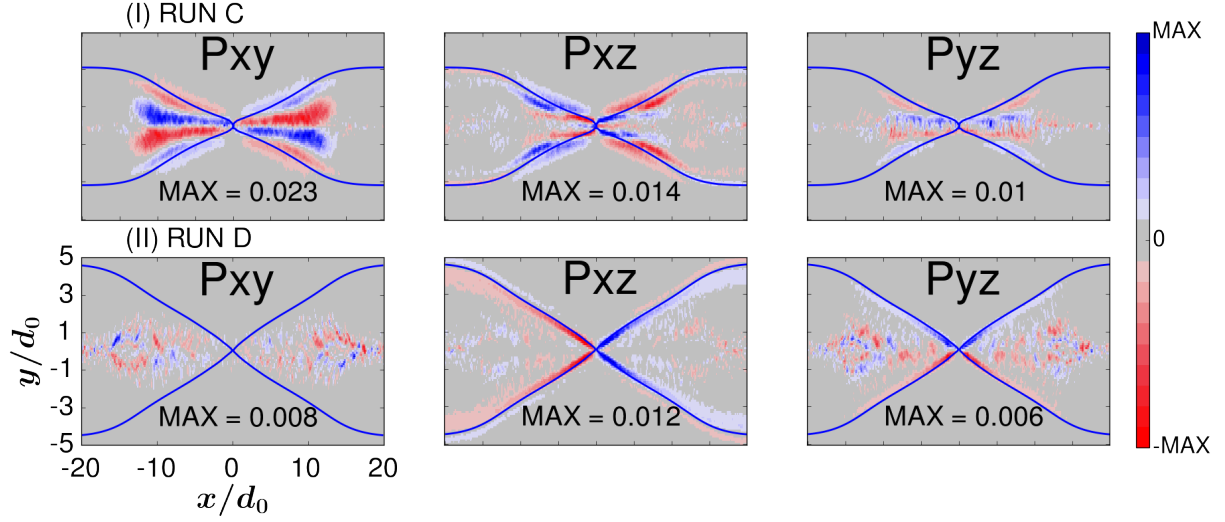 (I) RUN C
Pxy
Pxz
Pyz
MAX = 0.023
MAX = 0.014
MAX = 0.01
MAX
0
-MAX
(II) RUN D
Pxy
Pxz
Pyz
MAX = 0.008
MAX = 0.012
MAX = 0.006
5
3
1
-1
-3
-5
y/d₀
-20 -10 0 10 20
x/d₀